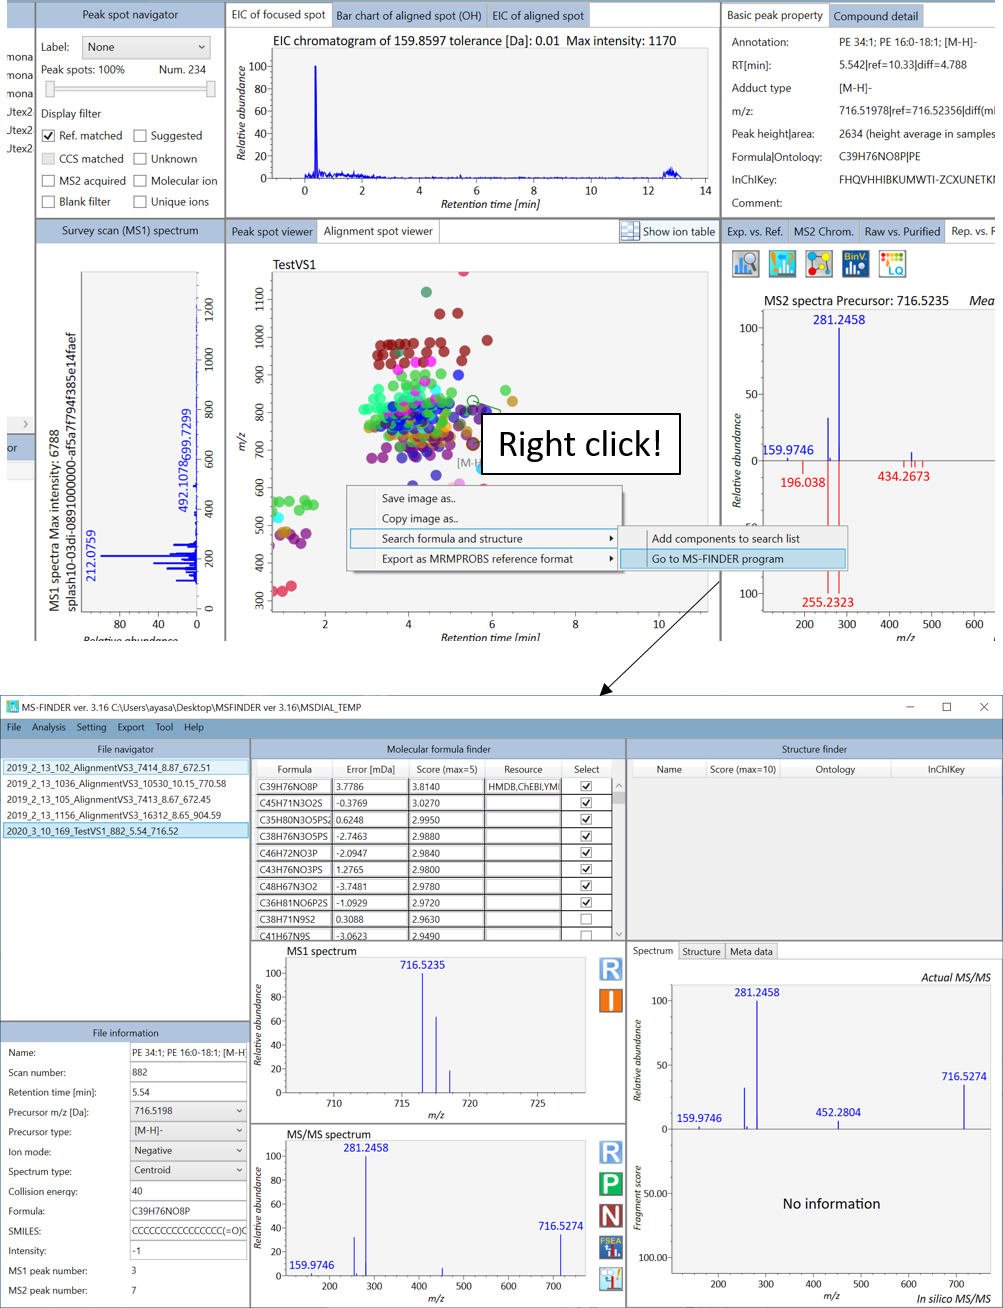 mona
mona
mona
Utex2
Utex2
Utex2
or
Peak spot navigator
Label: None
Peak spots: 100% Num. 234
Display filter
Ref. matched Suggested
CCS matched Unknown
MS2 acquired Molecular ion
Blank filter Unique ions
EIC of focused spot Bar chart of aligned spot (OH) EIC of aligned spot
EIC chromatogram of 159.8597 tolerance [Da]: 0.01 Max intensity: 1170
Relative abundance
100
80
60
40
20
0
0 2 4 6 8 10 12 14
Retention time [min]
Basic peak property Compound detail
Annotation: PE 34:1; PE 16:0-18:1; [M-H]-
RT[min]: 5.542|ref=10.33|diff=4.788
Adduct type [M-H]-
m/z: 716.51978|ref=716.52356|diff(m
Peak height|area: 2634 (height average in samples
Formula|Ontology: C39H76NO8P|PE
InChIKey: FHQVHHIBKUMWTI-ZCXUNETK
Comment:
Survey scan (MS1) spectrum
MS1 spectra Max intensity: 6788
splash10-03di-0891000000-af5a7f794f385e14faef
212.0759
492.1078
699.7299
0 200 400 600 800 1000 1200
80 40 0
Relative abundance
Peak spot viewer Alignment spot viewer Show ion table
TestVS1
m/z
1100
1000
900
800
700
600
500
400
300
2 4 6 8 10
Retention time [min]
[M-H
Right click!
Save image as..
Copy image as..
Search formula and structure
Export as MRMPROBS reference format
Add components to search list
Go to MS-FINDER program
Exp. vs. Ref. MS2 Chrom. Raw vs. Purified Rep. vs. R
BinV.
LQ
MS2 spectra Precursor: 716.5235 Mea
Relative abundance
281.2458
159.9746
196.038
434.2673
255.2323
100
50
0
50
100
200 300 400 500 600
m/z
MS-FINDER ver. 3.16 C:\Users\ayasa\Desktop\MSFINDER ver 3.16\MSDIAL_TEMP
File Analysis Setting Export Tool Help
File navigator
2019_2_13_102_AlignmentVS3_7414_8.87_672.51
2019_2_13_1036_AlignmentVS3_10530_10.15_770.58
2019_2_13_105_AlignmentVS3_7413_8.67_672.45
2019_2_13_1156_AlignmentVS3_16312_8.65_904.59
2020_3_10_169_TestVS1_882_5.54_716.52
Molecular formula finder
Formula Error [mDa] Score (max=5) Resource Select
C39H76NO8P 3.7786 3.8140 HMDB,ChEBI,YM
C45H71N3O2S -0.3769 3.0270
C35H80N3O5PS2 0.6248 2.9950
C38H76N3O5PS -2.7463 2.9880
C46H72NO3P -2.0947 2.9840
C43H76NO3PS 1.2765 2.9800
C48H67N3O2 -3.7481 2.9780
C36H81NO6P2S -1.0929 2.9720
C38H71N9S2 0.3088 2.9630
C41H67N9S -3.0623 2.9490
Structure finder
Name Score (max=10) Ontology InChIKey
File information
Name: PE 34:1; PE 16:0-18:1; [M-H]
Scan number: 882
Retention time [min]: 5.54
Precursor m/z [Da]: 716.5198
Precursor type: [M-H]-
Ion mode: Negative
Spectrum type: Centroid
Collision energy: 40
Formula: C39H76NO8P
SMILES: CCCCCCCCCCCCCCCC(=O)C
Intensity: -1
MS1 peak number: 3
MS2 peak number: 7
MS1 spectrum
716.5235
Relative abundance
100
80
60
40
20
0
710 715 720 725
m/z
R
I
MS/MS spectrum
281.2458
716.5274
159.9746
Relative abundance
100
80
60
40
20
0
200 300 400 500 600 700
m/z
R
P
N
FSEA
Spectrum Structure Meta data
Actual MS/MS
281.2458
716.5274
159.9746
452.2804
Relative abundance
100
50
0
No information
Fragment score
50.00
100.00
200 300 400 500 600 700
m/z
In silico MS/MS